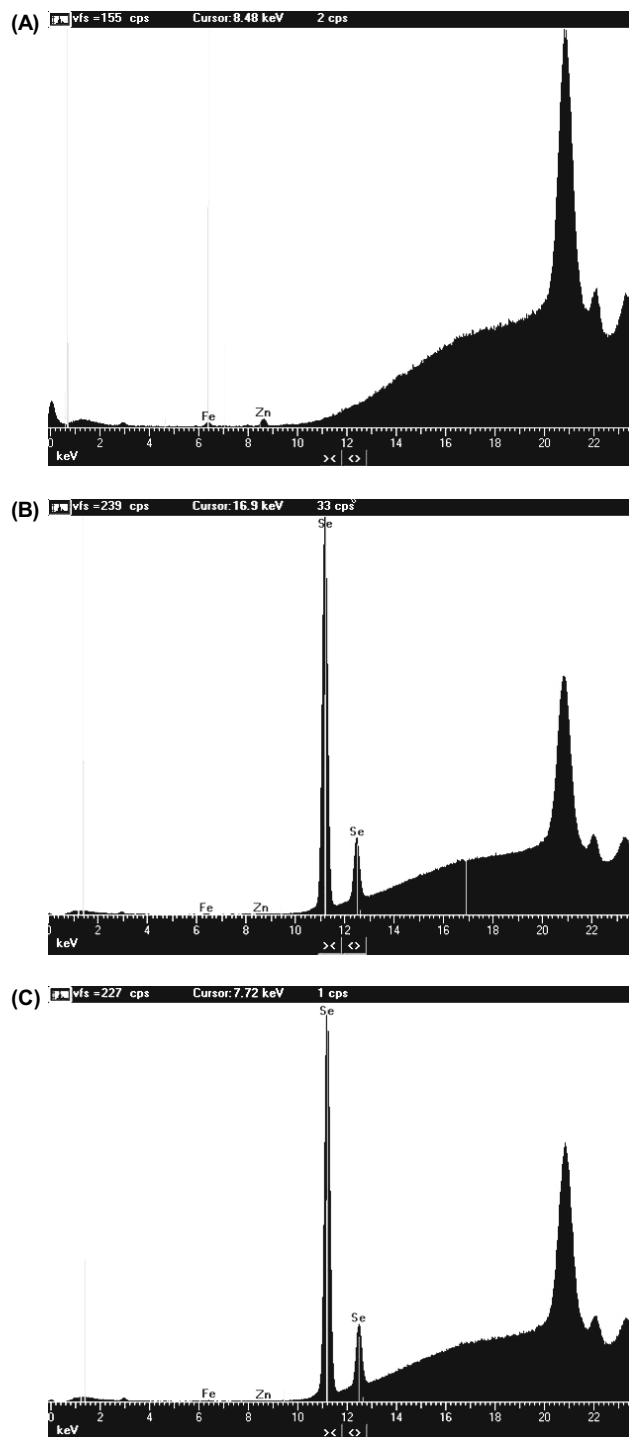 (A)
vfs =155 cps Cursor:8.48 keV 2 cps
Fe Zn
0 2 4 6 8 10 12 14 16 18 20 22
keV >< <>
(B)
vfs =239 cps Cursor:16.9 keV 33 cps
Se
Se
Fe Zn
0 2 4 6 8 10 12 14 16 18 20 22
keV >< <>
(C)
vfs =227 cps Cursor:7.72 keV 1 cps
Se
Se
Fe Zn
0 2 4 6 8 10 12 14 16 18 20 22
keV >< <>